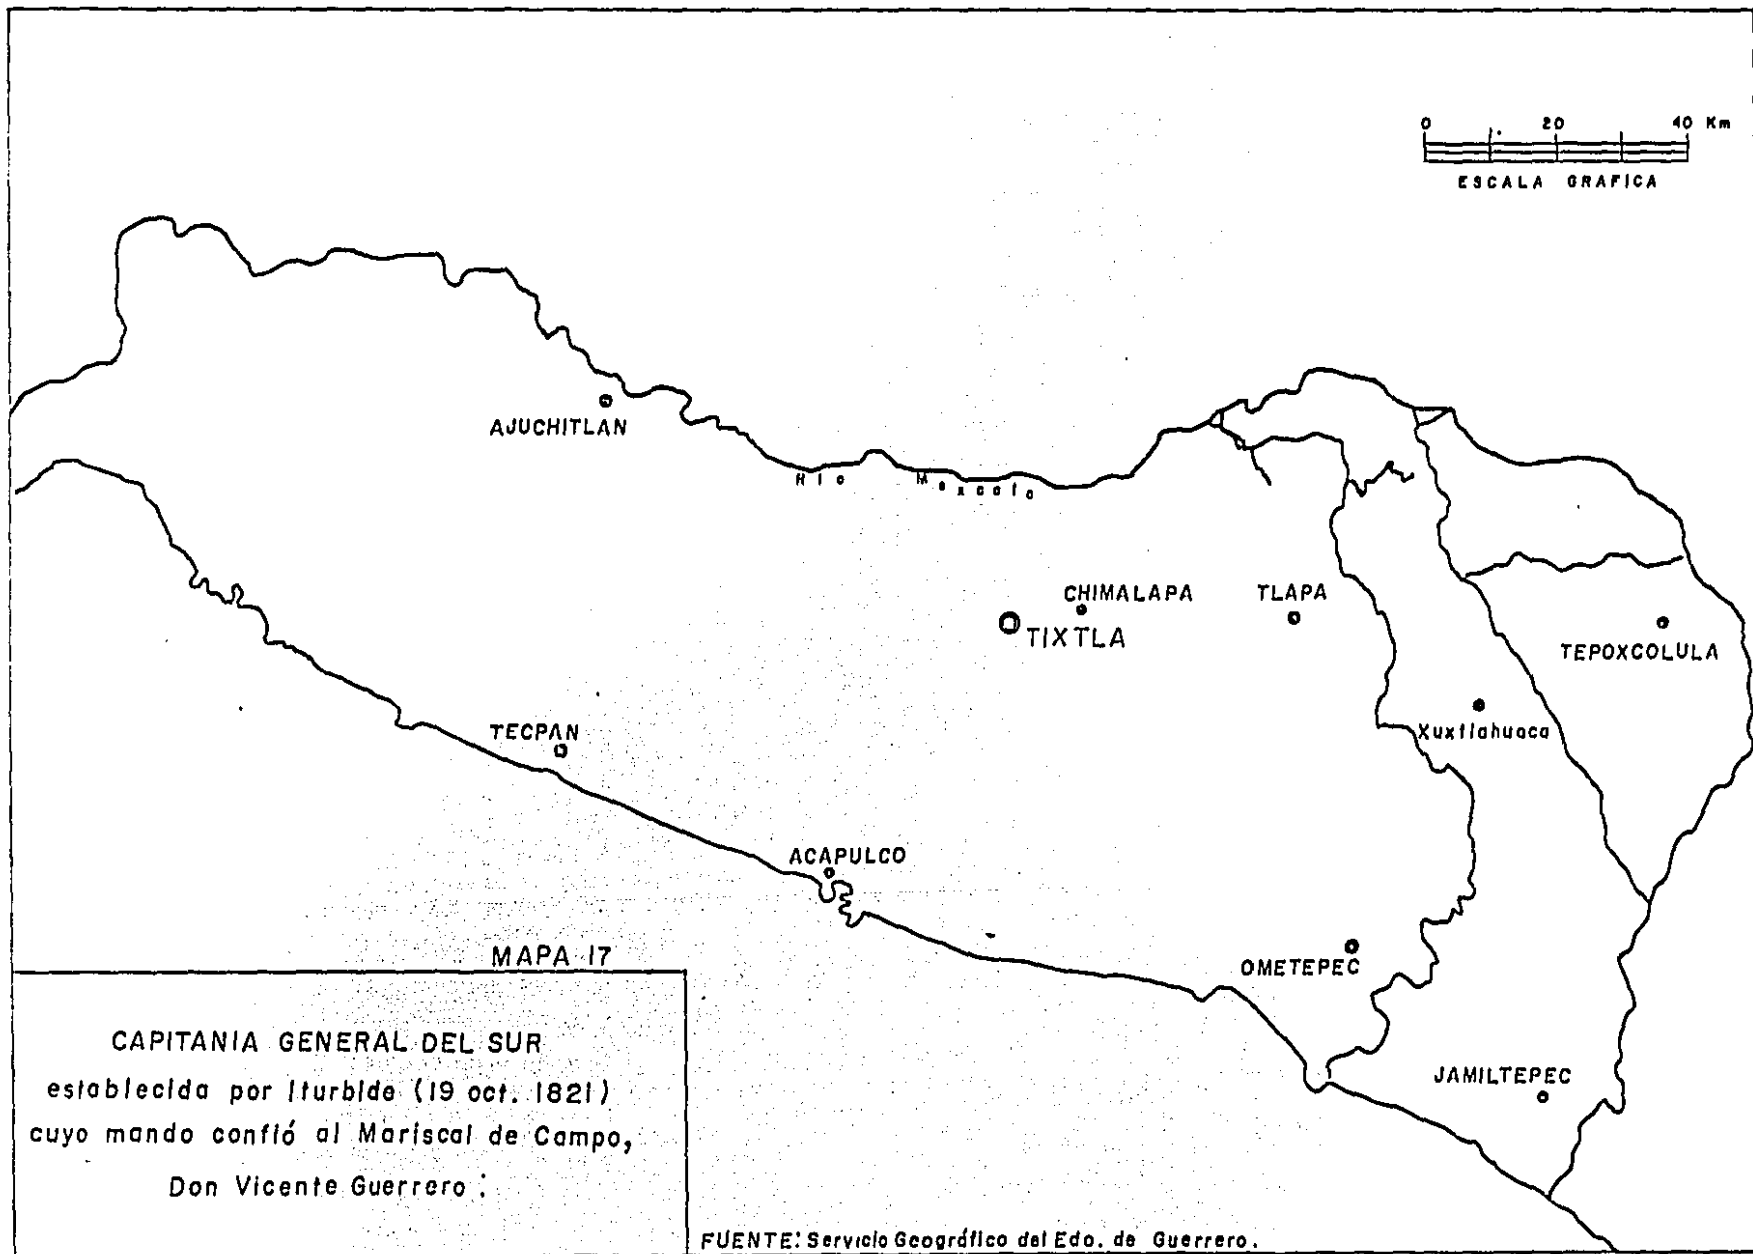 0 20 40 Km
ESCALA GRAFICA
AJUCHITLAN
Río Mexcala
CHIMALAPA
TLAPA
TIXTLA
TEPOXCOLULA
Xuxtlahuaca
TECPAN
ACAPULCO
OMETEPEC
JAMILTEPEC
MAPA 17
CAPITANIA GENERAL DEL SUR
establecida por Iturbide (19 oct. 1821)
cuyo mando confió al Mariscal de Campo,
Don Vicente Guerrero :
FUENTE: Servicio Geográfico del Edo. de Guerrero.